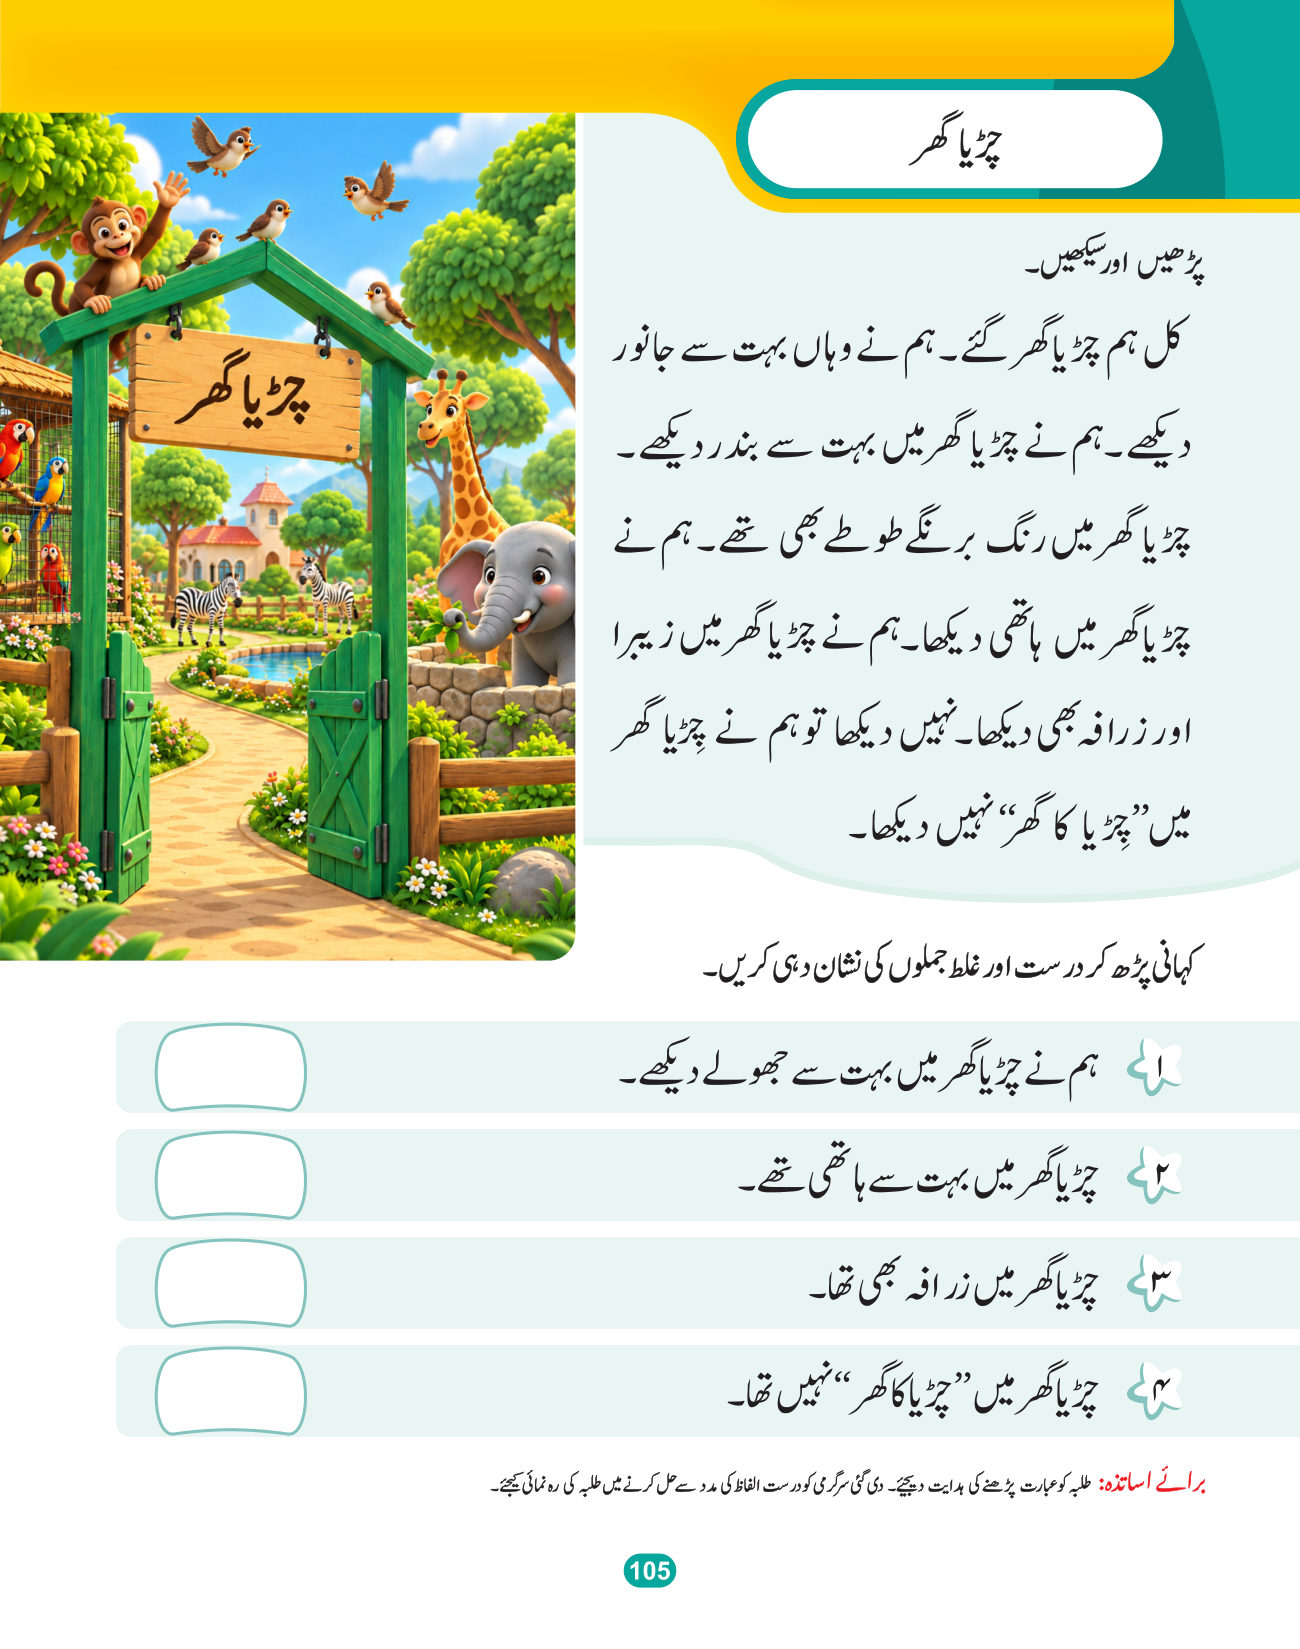 چڑیا گھر
چڑیا گھر
پڑھیں اور سیکھیں۔
کل ہم چڑیا گھر گئے۔ ہم نے وہاں بہت سے جانور
دیکھے۔ ہم نے چڑیا گھر میں بہت سے بندر دیکھے۔
چڑیا گھر میں رنگ برنگے طوطے بھی تھے۔ ہم نے
چڑیا گھر میں ہاتھی دیکھا۔ ہم نے چڑیا گھر میں زیبرا
اور زرافہ بھی دیکھا۔ نہیں دیکھا تو ہم نے چِڑیا گھر
میں ”چِڑیا کا گھر“ نہیں دیکھا۔
کہانی پڑھ کر درست اور غلط جملوں کی نشان دہی کریں۔
۱ ہم نے چڑیا گھر میں بہت سے جھولے دیکھے۔
۲ چڑیا گھر میں بہت سے ہاتھی تھے۔
۳ چڑیا گھر میں زرافہ بھی تھا۔
۴ چڑیا گھر میں ”چڑیا کا گھر“ نہیں تھا۔
برائے اساتذہ: طلبہ کو عبارت پڑھنے کی ہدایت دیجیئے۔ دی گئی سرگرمی کو درست الفاظ کی مدد سے حل کرنے میں طلبہ کی رہ نمائی کیجئے۔
105